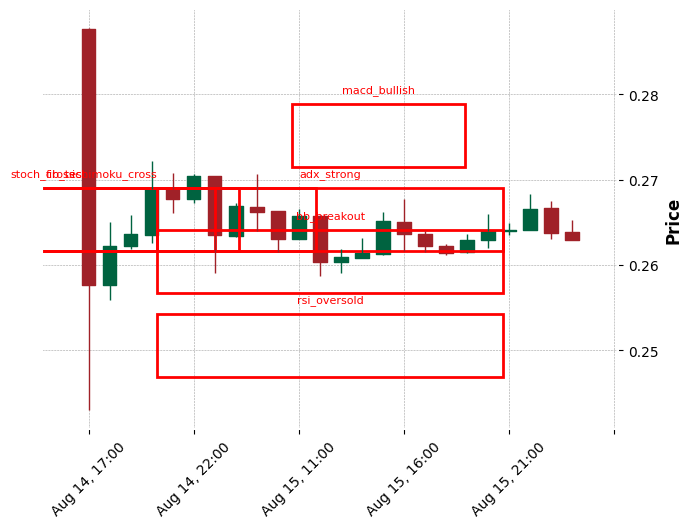 macd_bullish
0.28
adx_strong
0.27
bb_breakout
0.26
rsi_oversold
0.25
Price
Aug 14, 17:00
Aug 14, 22:00
Aug 15, 11:00
Aug 15, 16:00
Aug 15, 21:00